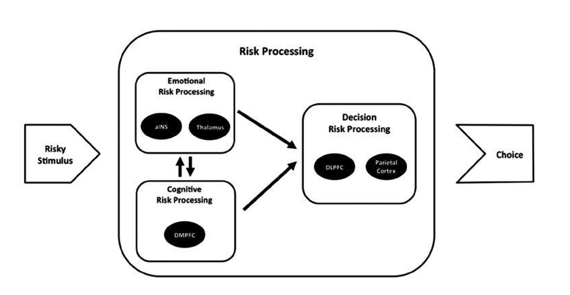 Risk Processing
Emotional
Risk Processing
aINS
Thalamus
Cognitive
Risk Processing
DMPFC
Decision
Risk Processing
DLPFC
Parietal
Cortex
Risky
Stimulus
Choice